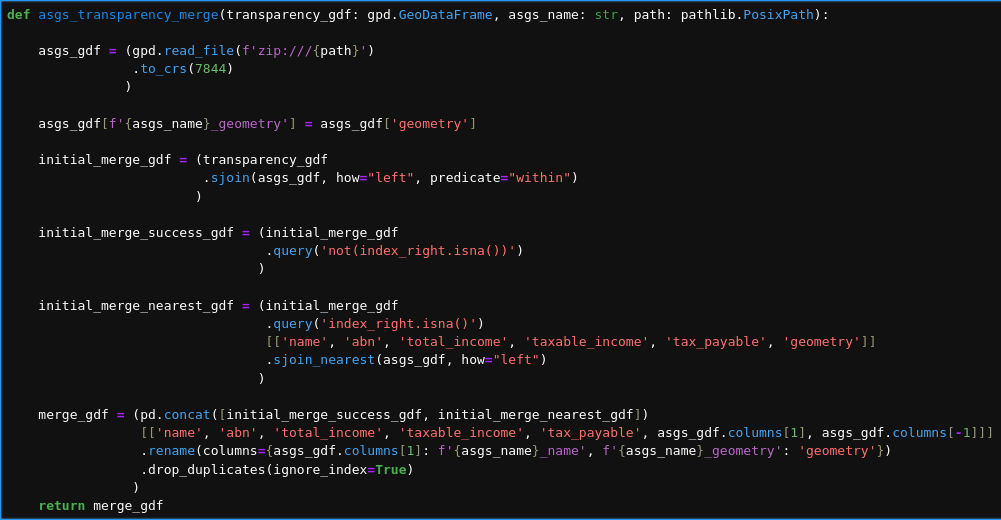 def asgs_transparency_merge(transparency_gdf: gpd.GeoDataFrame, asgs_name: str, path: pathlib.PosixPath):
asgs_gdf = (gpd.read_file(f'zip:///{path}')
.to_crs(7844)
)
asgs_gdf[f'{asgs_name}_geometry'] = asgs_gdf['geometry']
initial_merge_gdf = (transparency_gdf
.sjoin(asgs_gdf, how="left", predicate="within")
)
initial_merge_success_gdf = (initial_merge_gdf
.query('not(index_right.isna())')
)
initial_merge_nearest_gdf = (initial_merge_gdf
.query('index_right.isna()')
[['name', 'abn', 'total_income', 'taxable_income', 'tax_payable', 'geometry']]
.sjoin_nearest(asgs_gdf, how="left")
)
merge_gdf = (pd.concat([initial_merge_success_gdf, initial_merge_nearest_gdf])
[['name', 'abn', 'total_income', 'taxable_income', 'tax_payable', asgs_gdf.columns[1], asgs_gdf.columns[-1]]]
.rename(columns={asgs_gdf.columns[1]: f'{asgs_name}_name', f'{asgs_name}_geometry': 'geometry'})
.drop_duplicates(ignore_index=True)
)
return merge_gdf